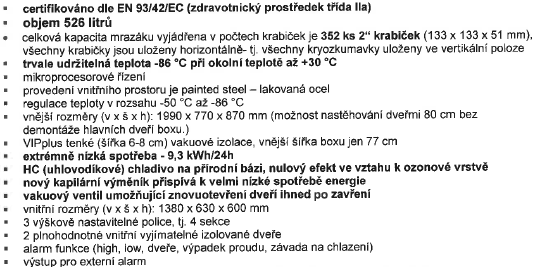 ▪ certifikováno dle EN 93/42/EC (zdravotnický prostředek třída IIa)
▪ objem 526 litrů
▪ celková kapacita mrazáku vyjádřena v počtech krabiček je 352 ks 2“ krabiček (133 x 133 x 51 mm),
všechny krabičky jsou uloženy horizontálně- tj. všechny kryozkumavky uloženy ve vertikální poloze
▪ trvale udržitelná teplota -86 °C při okolní teplotě až +30 °C
▪ mikroprocesorové řízení
▪ provedení vnitřního prostoru je painted steel – lakovaná ocel
▪ regulace teploty v rozsahu -50 °C až -86 °C
▪ vnější rozměry (v x š x h): 1990 x 770 x 870 mm (možnost nastěhování dveřmi 80 cm bez
demontáže hlavních dveří boxu.)
▪ VIPplus tenké (šířka 6-8 cm) vakuové izolace, vnější šířka boxu jen 77 cm
▪ extrémně nízká spotřeba - 9,3 kWh/24h
▪ HC (uhlovodíkové) chladivo na přírodní bázi, nulový efekt ve vztahu k ozonové vrstvě
▪ nový kapilární výměník přispívá k velmi nízké spotřebě energie
▪ vakuový ventil umožňující znovuotevření dveří ihned po zavření
▪ vnitřní rozměry (v x š x h): 1380 x 630 x 600 mm
▪ 3 výškově nastavitelné police, tj. 4 sekce
▪ 2 plnohodnotné vnitřní vyjímatelné izolované dveře
▪ alarm funkce (high, low, dveře, výpadek proudu, závada na chlazení)
▪ výstup pro externí alarm